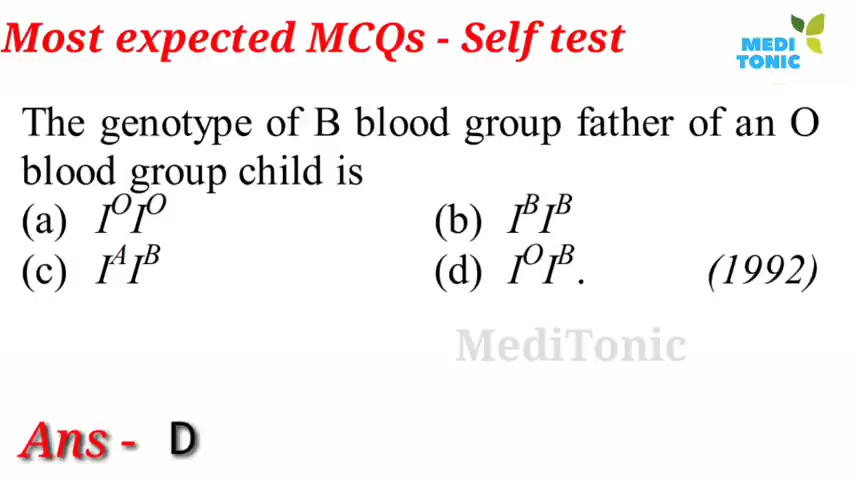 Most expected MCQs - Self test
MEDI
TONIC
The genotype of B blood group father of an O
blood group child is
(a) I^O I^O (b) I^B I^B
(c) I^A I^B (d) I^O I^B. (1992)
MediTonic
Ans - D